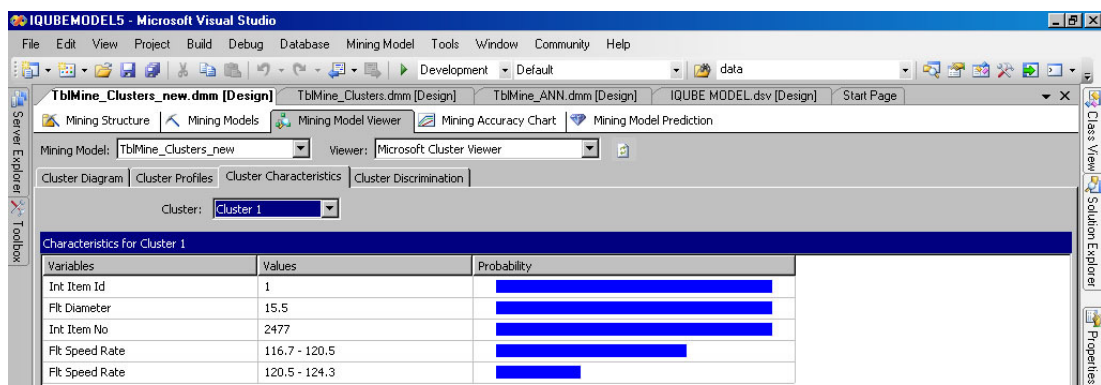 IQUBEMODEL5 - Microsoft Visual Studio
File Edit View Project Build Debug Database Mining Model Tools Window Community Help
Development Default data
TblMine_Clusters_new.dmm [Design] TblMine_Clusters.dmm [Design] TblMine_ANN.dmm [Design] IQUBE MODEL.dsv [Design] Start Page
Mining Structure Mining Models Mining Model Viewer Mining Accuracy Chart Mining Model Prediction
Mining Model: TblMine_Clusters_new Viewer: Microsoft Cluster Viewer
Cluster Diagram Cluster Profiles Cluster Characteristics Cluster Discrimination
Cluster: Cluster 1
Characteristics for Cluster 1
Variables Values Probability
Int Item Id 1
Flt Diameter 15.5
Int Item No 2477
Flt Speed Rate 116.7 - 120.5
Flt Speed Rate 120.5 - 124.3
Server Explorer
Toolbox
Class View
Solution Explorer
Properties